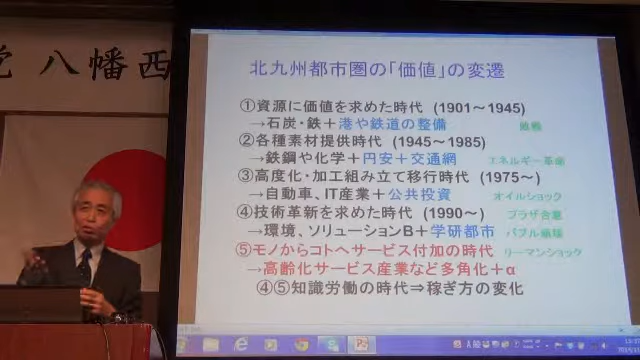 党 八幡西
北九州都市圏の「価値」の変遷
①資源に価値を求めた時代 (1901～1945)
→石炭・鉄＋港や鉄道の整備 敗戦
②各種素材提供時代 (1945～1985)
→鉄鋼や化学＋円安＋交通網 エネルギー革命
③高度化・加工組み立て移行時代 (1975～)
→自動車、IT産業＋公共投資 オイルショック
④技術革新を求めた時代 (1990～) プラザ合意
→環境、ソリューションB＋学研都市 バブル崩壊
⑤モノからコトへサービス付加の時代 リーマンショック
→高齢化サービス産業など多角化＋α
④⑤知識労働の時代⇒稼ぎ方の変化